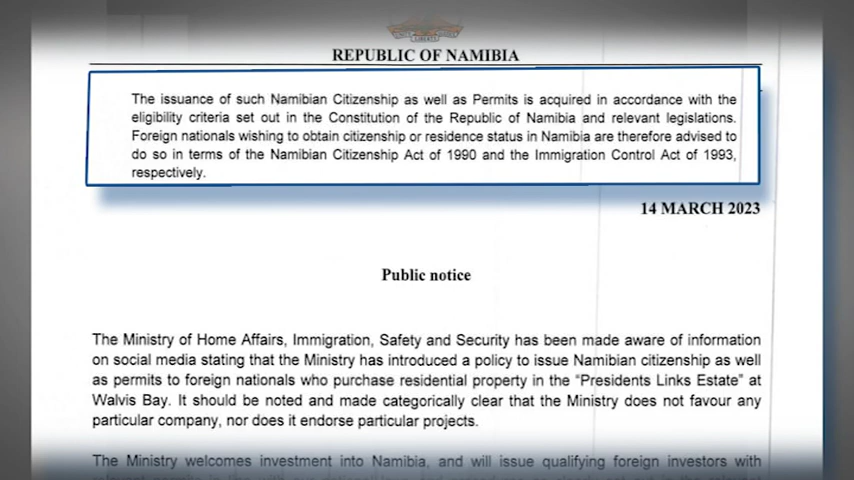 REPUBLIC OF NAMIBIA
The issuance of such Namibian Citizenship as well as Permits is acquired in accordance with the
eligibility criteria set out in the Constitution of the Republic of Namibia and relevant legislations.
Foreign nationals wishing to obtain citizenship or residence status in Namibia are therefore advised to
do so in terms of the Namibian Citizenship Act of 1990 and the Immigration Control Act of 1993,
respectively.
14 MARCH 2023
Public notice
The Ministry of Home Affairs, Immigration, Safety and Security has been made aware of information
on social media stating that the Ministry has introduced a policy to issue Namibian citizenship as well
as permits to foreign nationals who purchase residential property in the “Presidents Links Estate” at
Walvis Bay. It should be noted and made categorically clear that the Ministry does not favour any
particular company, nor does it endorse particular projects.
The Ministry welcomes investment into Namibia, and will issue qualifying foreign investors with